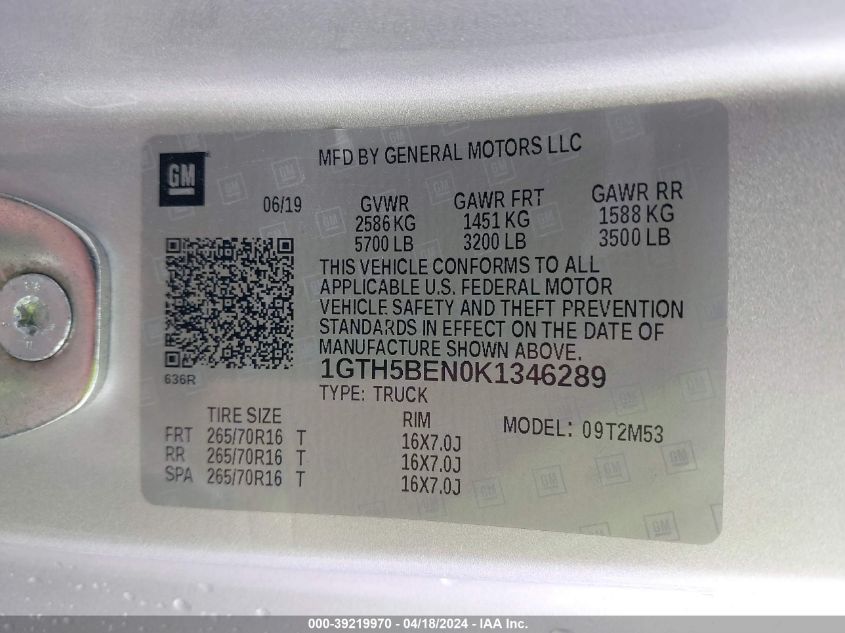 GM
MFD BY GENERAL MOTORS LLC
06/19
GVWR GAWR FRT GAWR RR
2586 KG 1451 KG 1588 KG
5700 LB 3200 LB 3500 LB
THIS VEHICLE CONFORMS TO ALL
APPLICABLE U.S. FEDERAL MOTOR
VEHICLE SAFETY AND THEFT PREVENTION
STANDARDS IN EFFECT ON THE DATE OF
MANUFACTURE SHOWN ABOVE.
636R
1GTH5BEN0K1346289
TYPE: TRUCK
TIRE SIZE RIM MODEL: 09T2M53
FRT 265/70R16 T 16X7.0J
RR 265/70R16 T 16X7.0J
SPA 265/70R16 T 16X7.0J
000-39219970 - 04/18/2024 - IAA Inc.